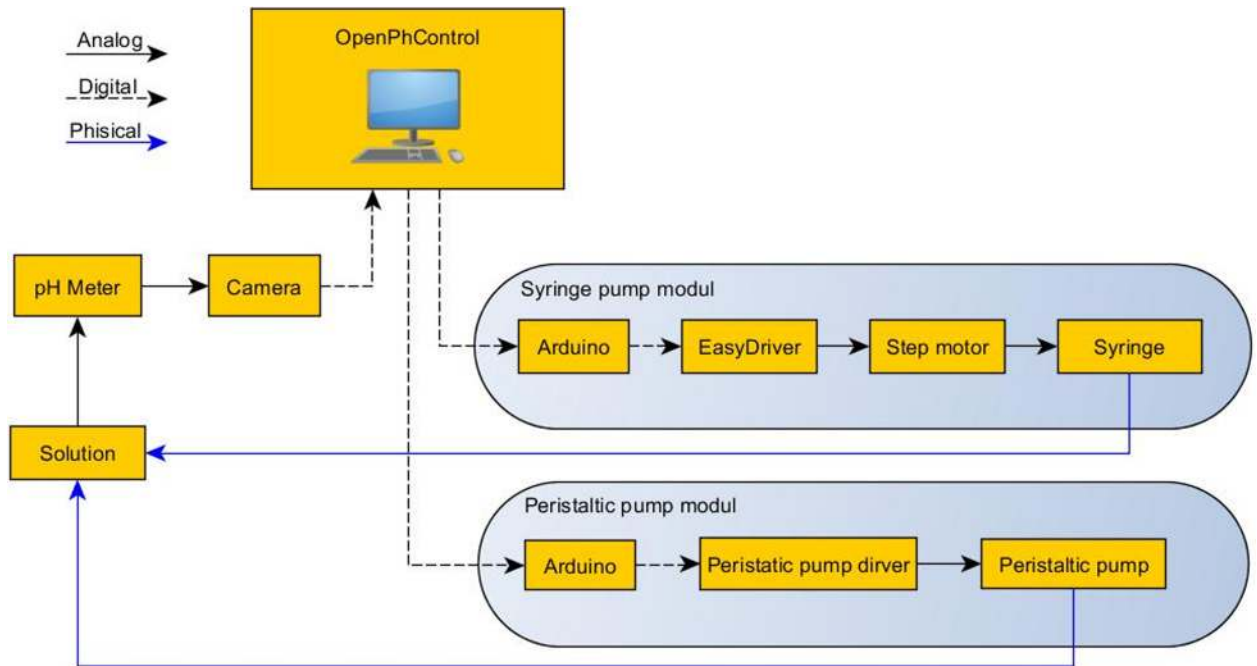 Analog
Digital
Phisical
OpenPhControl
pH Meter
Camera
Solution
Syringe pump modul
Arduino
EasyDriver
Step motor
Syringe
Peristaltic pump modul
Arduino
Peristatic pump dirver
Peristaltic pump